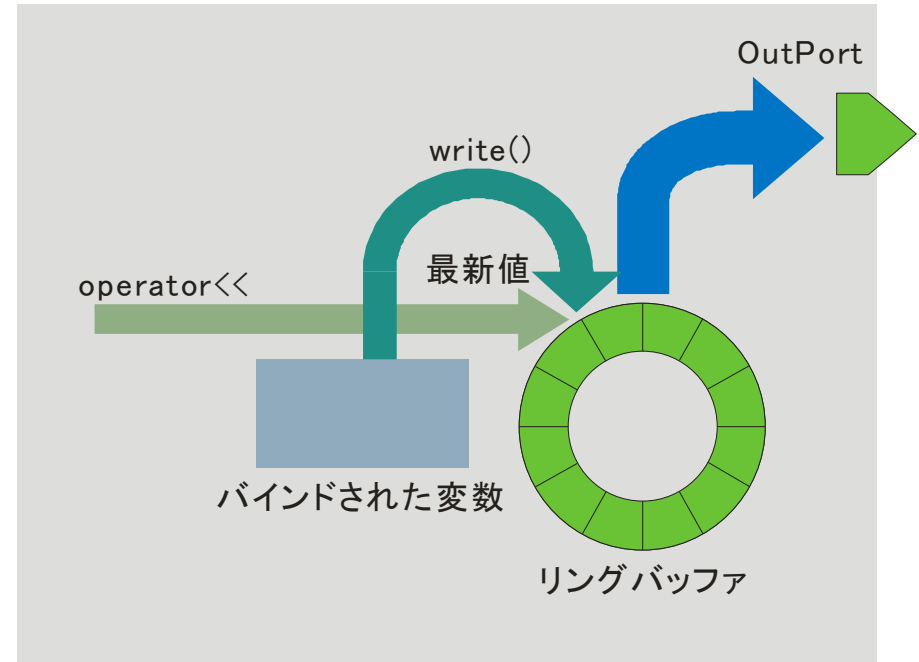 OutPort
write()
最新値
operator<<
バインドされた変数
リングバッファ